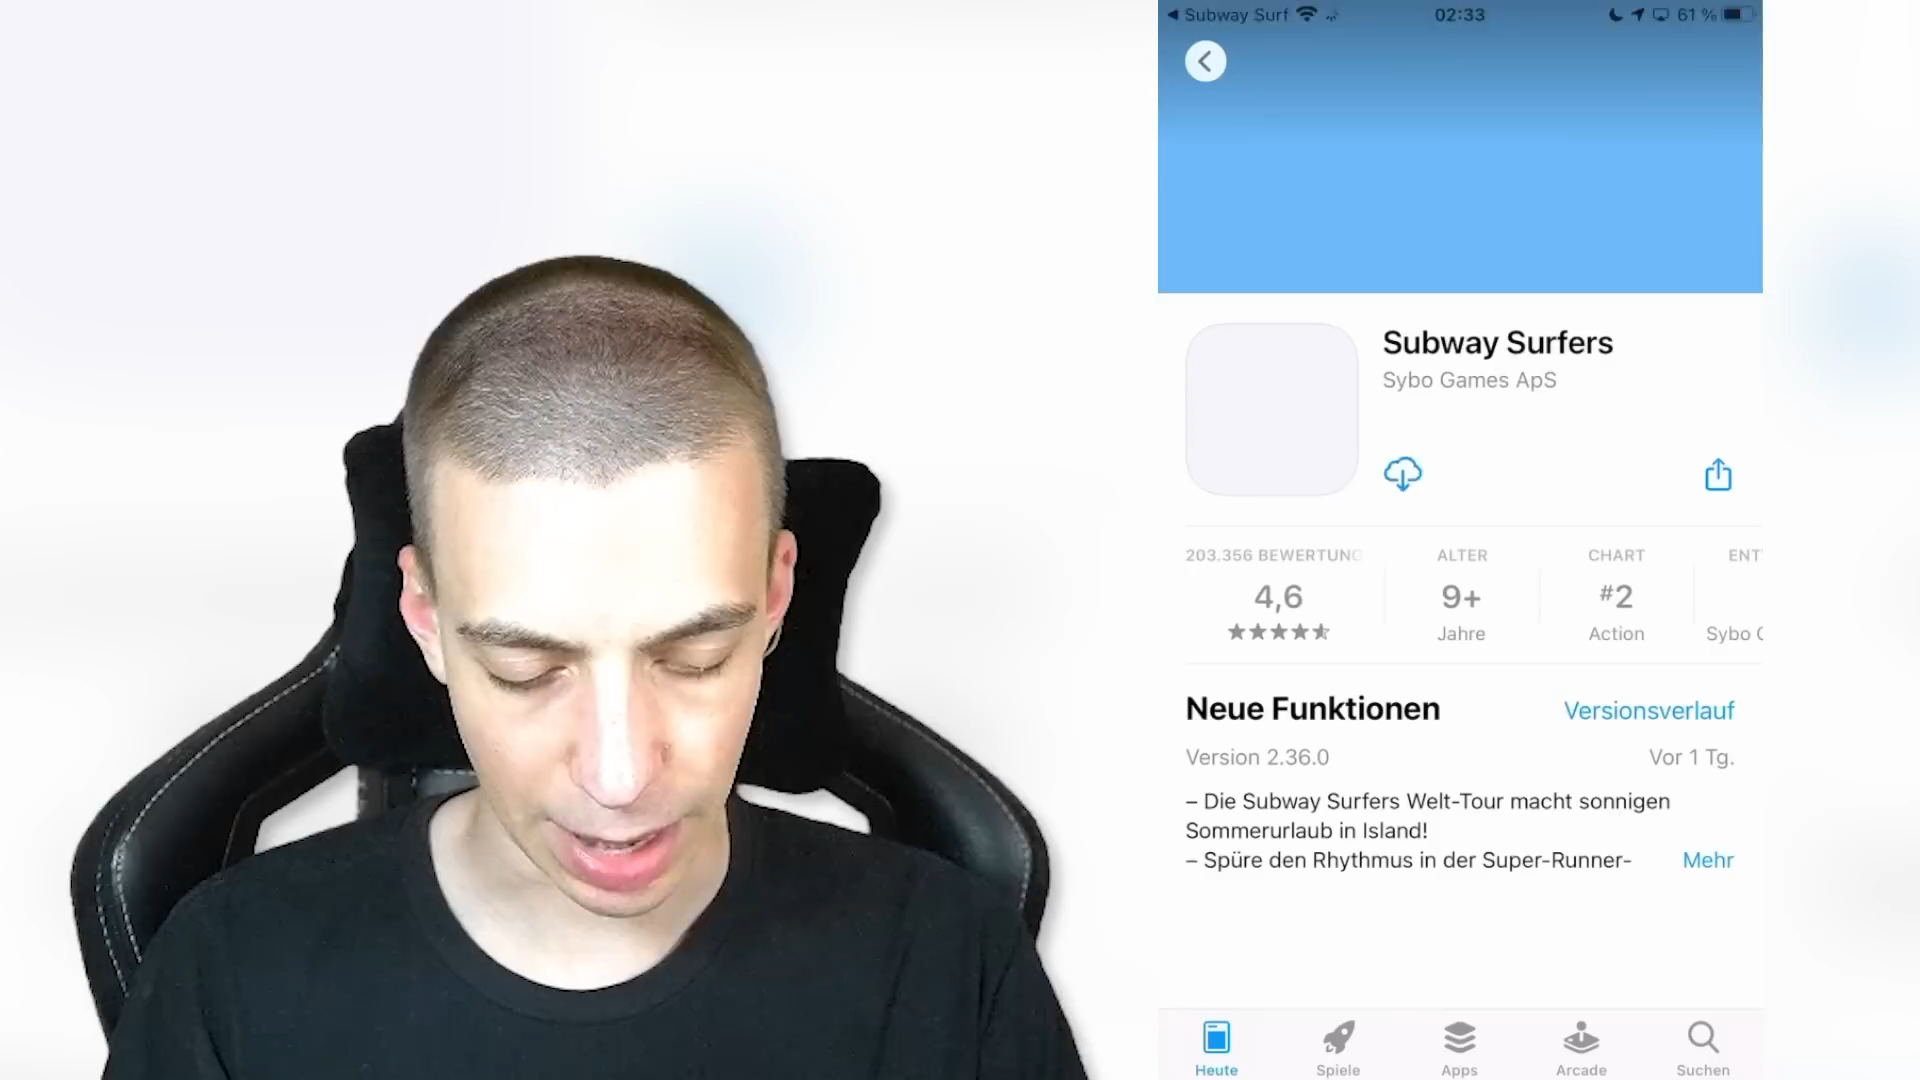 Subway Surf
02:33
61 %
Subway Surfers
Sybo Games ApS
203.356 BEWERTUNG
4,6
ALTER
9+
Jahre
CHART
#2
Action
ENT
Sybo
Neue Funktionen
Versionsverlauf
Version 2.36.0
Vor 1 Tg.
– Die Subway Surfers Welt-Tour macht sonnigen
Sommerurlaub in Island!
– Spüre den Rhythmus in der Super-Runner-
Mehr
Heute
Spiele
Apps
Arcade
Suchen